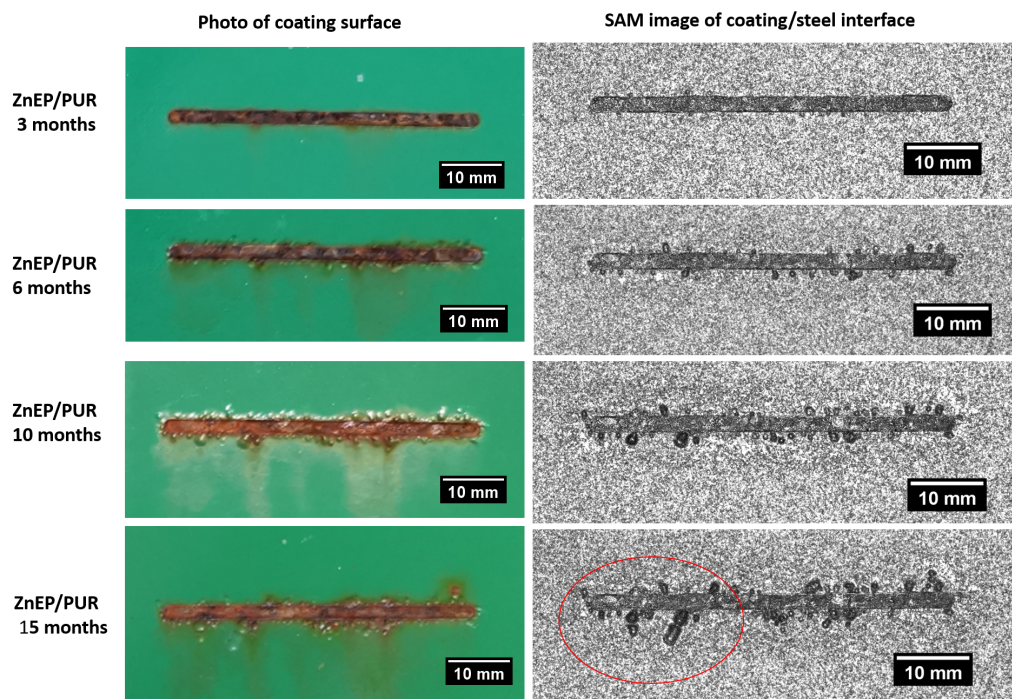 Photo of coating surface
SAM image of coating/steel interface
ZnEP/PUR
3 months
10 mm
10 mm
ZnEP/PUR
6 months
10 mm
10 mm
ZnEP/PUR
10 months
10 mm
10 mm
ZnEP/PUR
15 months
10 mm
10 mm